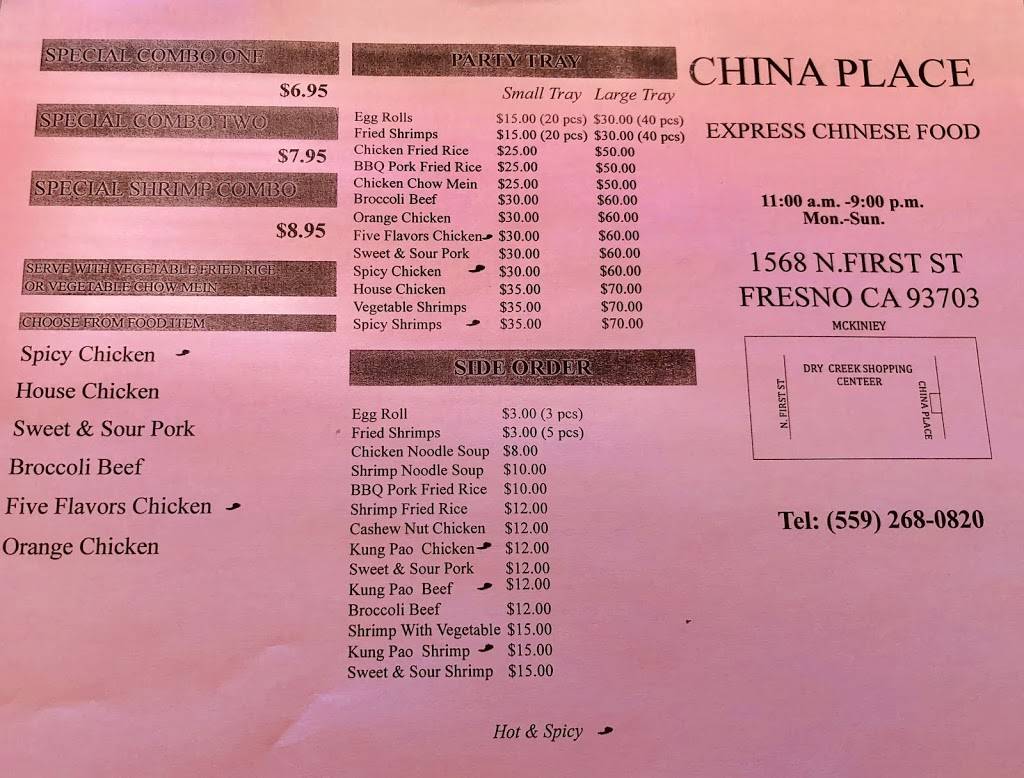 SPECIAL COMBO ONE
$6.95
SPECIAL COMBO TWO
$7.95
SPECIAL SHRIMP COMBO
$8.95
SERVE WITH VEGETABLE FRIED RICE
OR VEGETABLE CHOW MEIN
CHOOSE FROM FOOD ITEM
Spicy Chicken
House Chicken
Sweet & Sour Pork
Broccoli Beef
Five Flavors Chicken
Orange Chicken
PARTY TRAY
Small Tray Large Tray
Egg Rolls $15.00 (20 pcs) $30.00 (40 pcs)
Fried Shrimps $15.00 (20 pcs) $30.00 (40 pcs)
Chicken Fried Rice $25.00 $50.00
BBQ Pork Fried Rice $25.00 $50.00
Chicken Chow Mein $25.00 $50.00
Broccoli Beef $30.00 $60.00
Orange Chicken $30.00 $60.00
Five Flavors Chicken $30.00 $60.00
Sweet & Sour Pork $30.00 $60.00
Spicy Chicken $30.00 $60.00
House Chicken $35.00 $70.00
Vegetable Shrimps $35.00 $70.00
Spicy Shrimps $35.00 $70.00
SIDE ORDER
Egg Roll $3.00 (3 pcs)
Fried Shrimps $3.00 (5 pcs)
Chicken Noodle Soup $8.00
Shrimp Noodle Soup $10.00
BBQ Pork Fried Rice $10.00
Shrimp Fried Rice $12.00
Cashew Nut Chicken $12.00
Kung Pao Chicken $12.00
Sweet & Sour Pork $12.00
Kung Pao Beef $12.00
Broccoli Beef $12.00
Shrimp With Vegetable $15.00
Kung Pao Shrimp $15.00
Sweet & Sour Shrimp $15.00
Hot & Spicy
CHINA PLACE
EXPRESS CHINESE FOOD
11:00 a.m. -9:00 p.m.
Mon.-Sun.
1568 N.FIRST ST
FRESNO CA 93703
MCKINIEY
DRY CREEK SHOPPING
CENTEER
N. FIRST ST
CHINA PLACE
Tel: (559) 268-0820